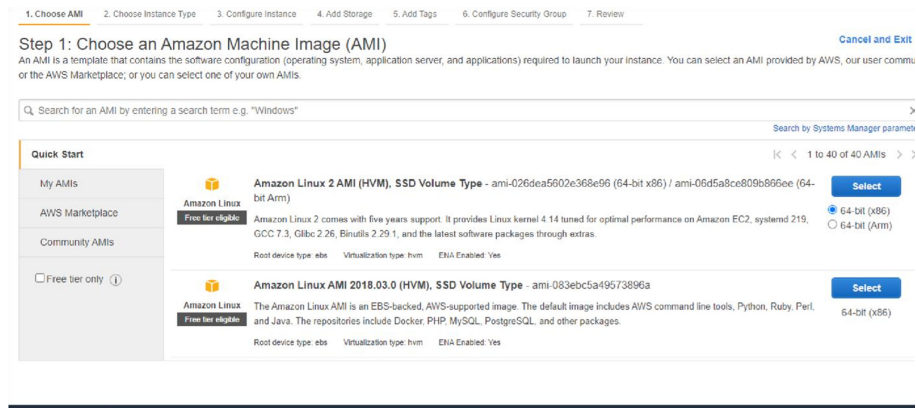 1. Choose AMI 2. Choose Instance Type 3. Configure Instance 4. Add Storage 5. Add Tags 6. Configure Security Group 7. Review
Step 1: Choose an Amazon Machine Image (AMI)
Cancel and Exit
An AMI is a template that contains the software configuration (operating system, application server, and applications) required to launch your instance. You can select an AMI provided by AWS, our user commu
or the AWS Marketplace; or you can select one of your own AMIs.
Search for an AMI by entering a search term e.g. "Windows"
Search by Systems Manager paramete
Quick Start
1 to 40 of 40 AMIs
My AMIs
AWS Marketplace
Community AMIs
Free tier only
Amazon Linux
Free tier eligible
Amazon Linux 2 AMI (HVM), SSD Volume Type - ami-026dea5602e368e96 (64-bit x86) / ami-06d5a8ce809b866ee (64-
bit Arm)
Amazon Linux 2 comes with five years support. It provides Linux kernel 4.14 tuned for optimal performance on Amazon EC2, systemd 219,
GCC 7.3, Glibc 2.26, Binutils 2.29.1, and the latest software packages through extras.
Root device type: ebs Virtualization type: hvm ENA Enabled: Yes
Select
64-bit (x86)
64-bit (Arm)
Amazon Linux
Free tier eligible
Amazon Linux AMI 2018.03.0 (HVM), SSD Volume Type - ami-083ebc5a49573896a
The Amazon Linux AMI is an EBS-backed, AWS-supported image. The default image includes AWS command line tools, Python, Ruby, Perl,
and Java. The repositories include Docker, PHP, MySQL, PostgreSQL, and other packages.
Root device type: ebs Virtualization type: hvm ENA Enabled: Yes
Select
64-bit (x86)